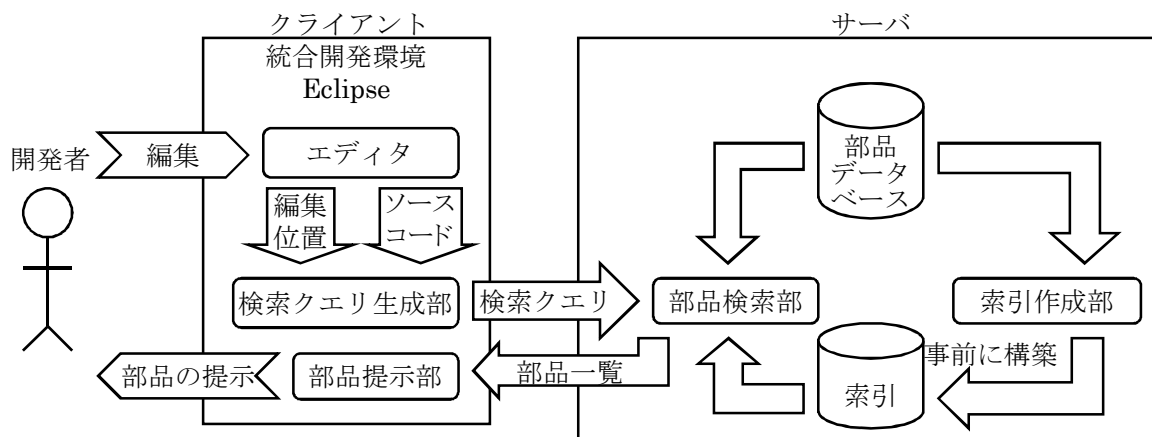 クライアント
サーバ
統合開発環境
Eclipse
開発者
編集
エディタ
部品
データ
ベース
編集
位置
ソース
コード
検索クエリ生成部
検索クエリ
部品検索部
索引作成部
事前に構築
部品の提示
部品提示部
部品一覧
索引